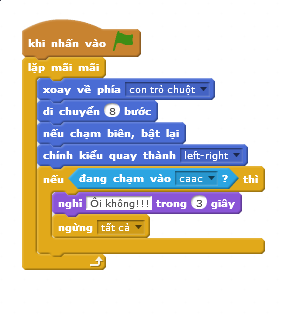 khi nhấn vào
lặp mãi mãi
xoay về phía con trỏ chuột
di chuyển 8 bước
nếu chạm biên, bật lại
chỉnh kiểu quay thành left-right
nếu đang chạm vào caac ? thì
nghĩ Ôi không!!! trong 3 giây
ngừng tất cả